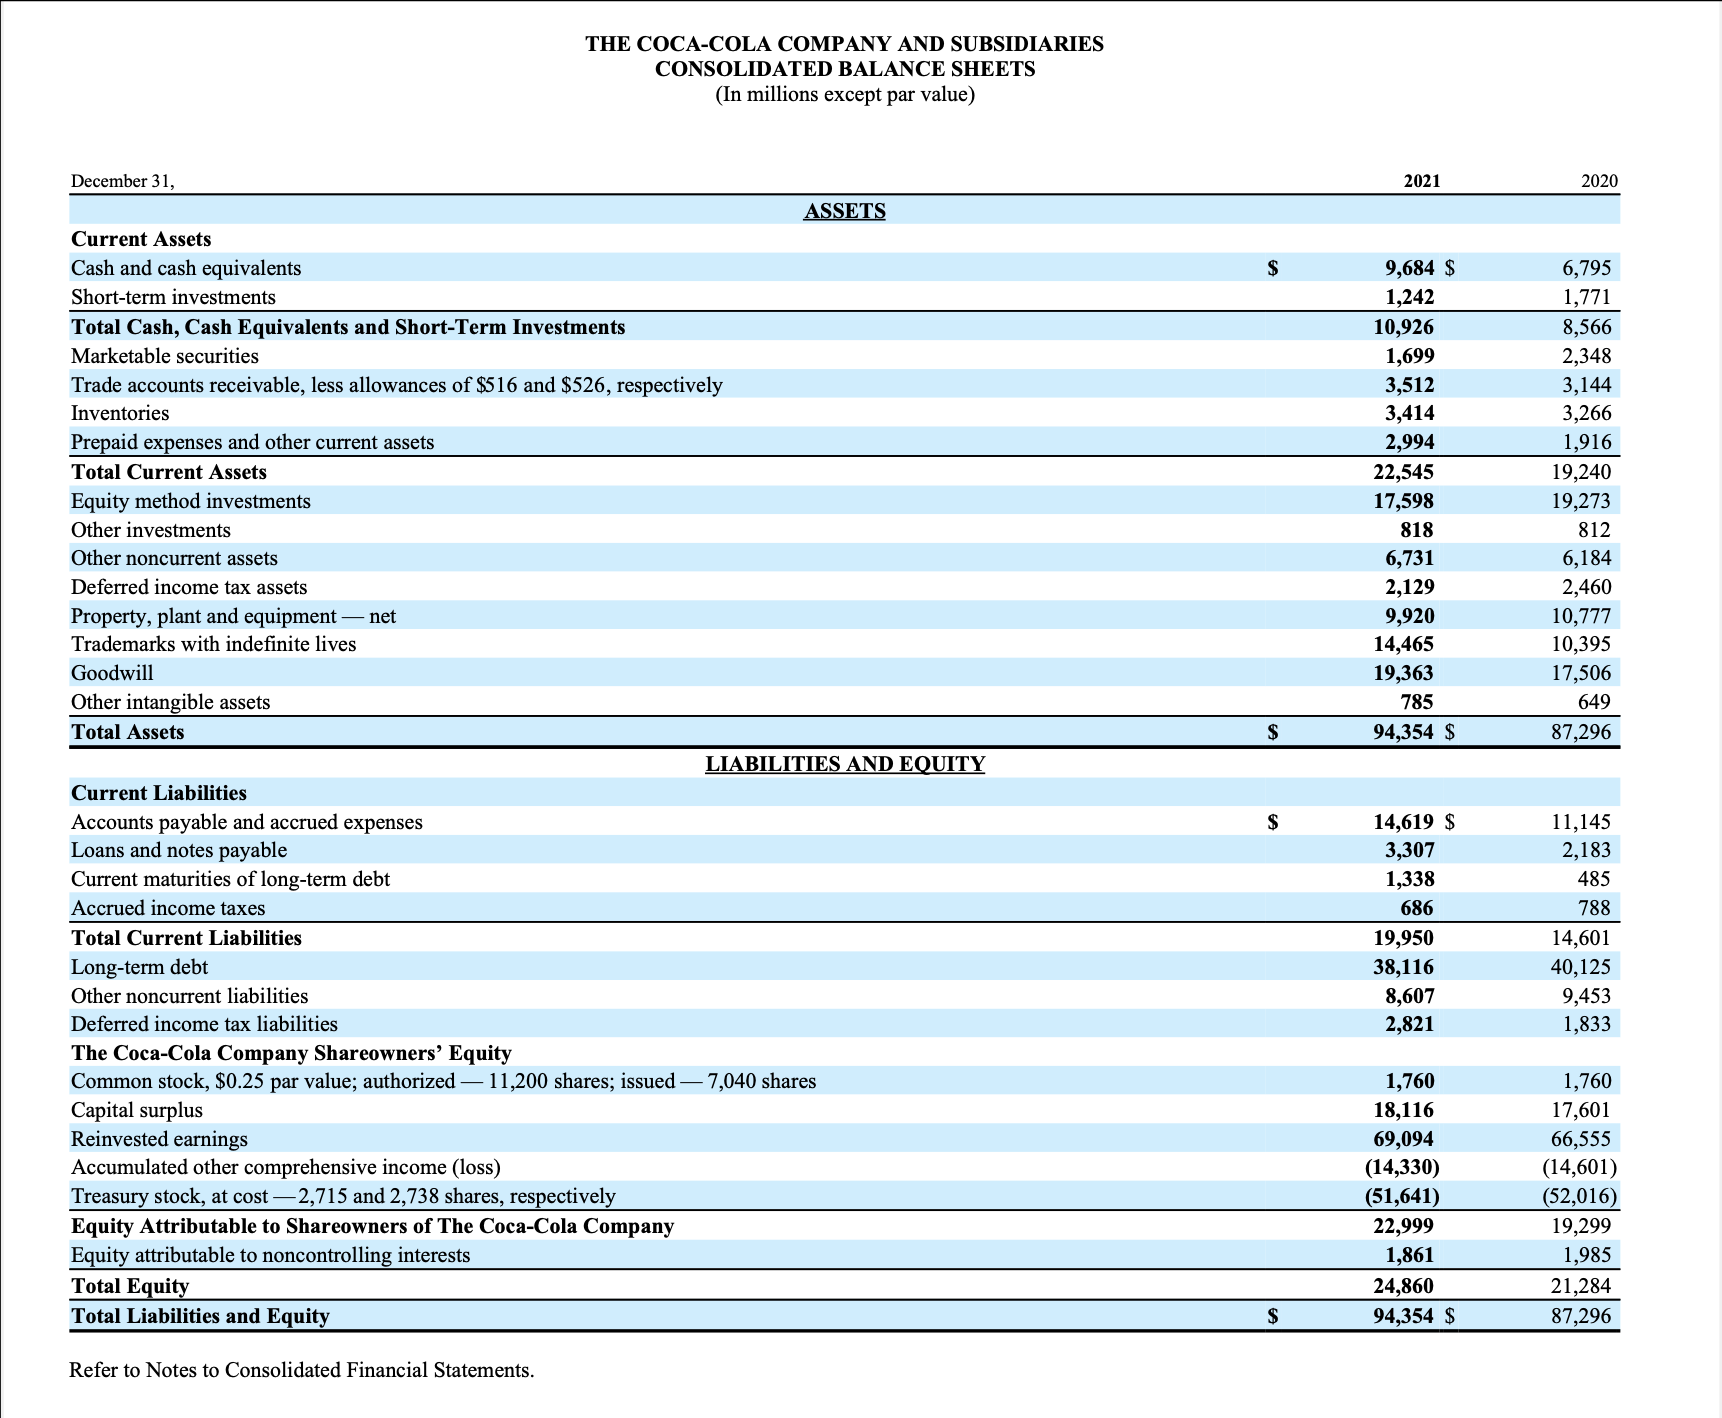 THE COCA-COLA COMPANY AND SUBSIDIARIES
CONSOLIDATED BALANCE SHEETS
(In millions except par value)
December 31, 2021 2020
ASSETS
Current Assets
Cash and cash equivalents $ 9,684 $ 6,795
Short-term investments 1,242 1,771
Total Cash, Cash Equivalents and Short-Term Investments 10,926 8,566
Marketable securities 1,699 2,348
Trade accounts receivable, less allowances of $516 and $526, respectively 3,512 3,144
Inventories 3,414 3,266
Prepaid expenses and other current assets 2,994 1,916
Total Current Assets 22,545 19,240
Equity method investments 17,598 19,273
Other investments 818 812
Other noncurrent assets 6,731 6,184
Deferred income tax assets 2,129 2,460
Property, plant and equipment — net 9,920 10,777
Trademarks with indefinite lives 14,465 10,395
Goodwill 19,363 17,506
Other intangible assets 785 649
Total Assets $ 94,354 $ 87,296
LIABILITIES AND EQUITY
Current Liabilities
Accounts payable and accrued expenses $ 14,619 $ 11,145
Loans and notes payable 3,307 2,183
Current maturities of long-term debt 1,338 485
Accrued income taxes 686 788
Total Current Liabilities 19,950 14,601
Long-term debt 38,116 40,125
Other noncurrent liabilities 8,607 9,453
Deferred income tax liabilities 2,821 1,833
The Coca-Cola Company Shareowners’ Equity
Common stock, $0.25 par value; authorized — 11,200 shares; issued — 7,040 shares 1,760 1,760
Capital surplus 18,116 17,601
Reinvested earnings 69,094 66,555
Accumulated other comprehensive income (loss) (14,330) (14,601)
Treasury stock, at cost — 2,715 and 2,738 shares, respectively (51,641) (52,016)
Equity Attributable to Shareowners of The Coca-Cola Company 22,999 19,299
Equity attributable to noncontrolling interests 1,861 1,985
Total Equity 24,860 21,284
Total Liabilities and Equity $ 94,354 $ 87,296
Refer to Notes to Consolidated Financial Statements.